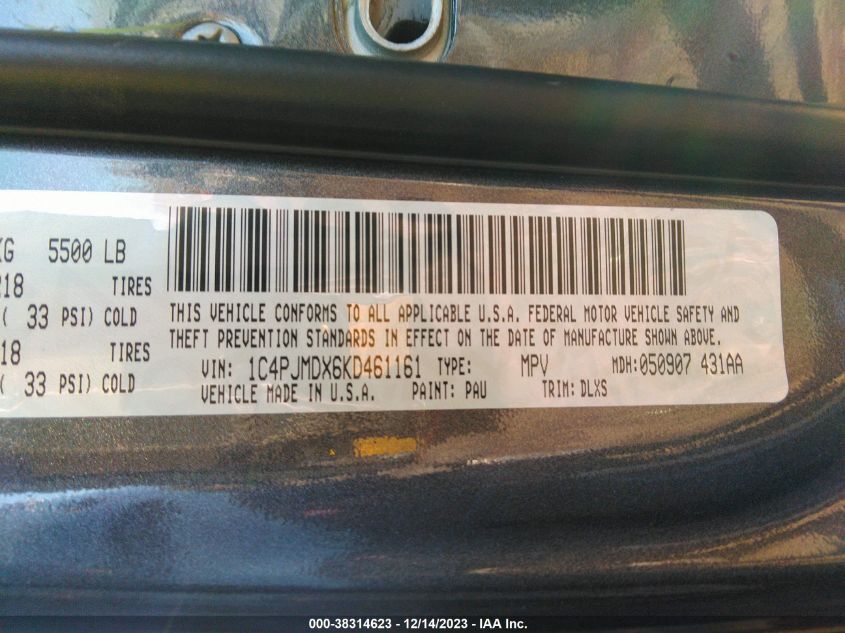 KG 5500 LB
R18 TIRES
( 33 PSI) COLD
18 TIRES
( 33 PSI) COLD
THIS VEHICLE CONFORMS TO ALL APPLICABLE U.S.A. FEDERAL MOTOR VEHICLE SAFETY AND
THEFT PREVENTION STANDARDS IN EFFECT ON THE DATE OF MANUFACTURE SHOWN ABOVE.
VIN: 1C4PJMDX6KD461161 TYPE: MPV MDH:050907 431AA
VEHICLE MADE IN U.S.A. PAINT: PAU TRIM: DLXS
000-38314623 - 12/14/2023 - IAA Inc.